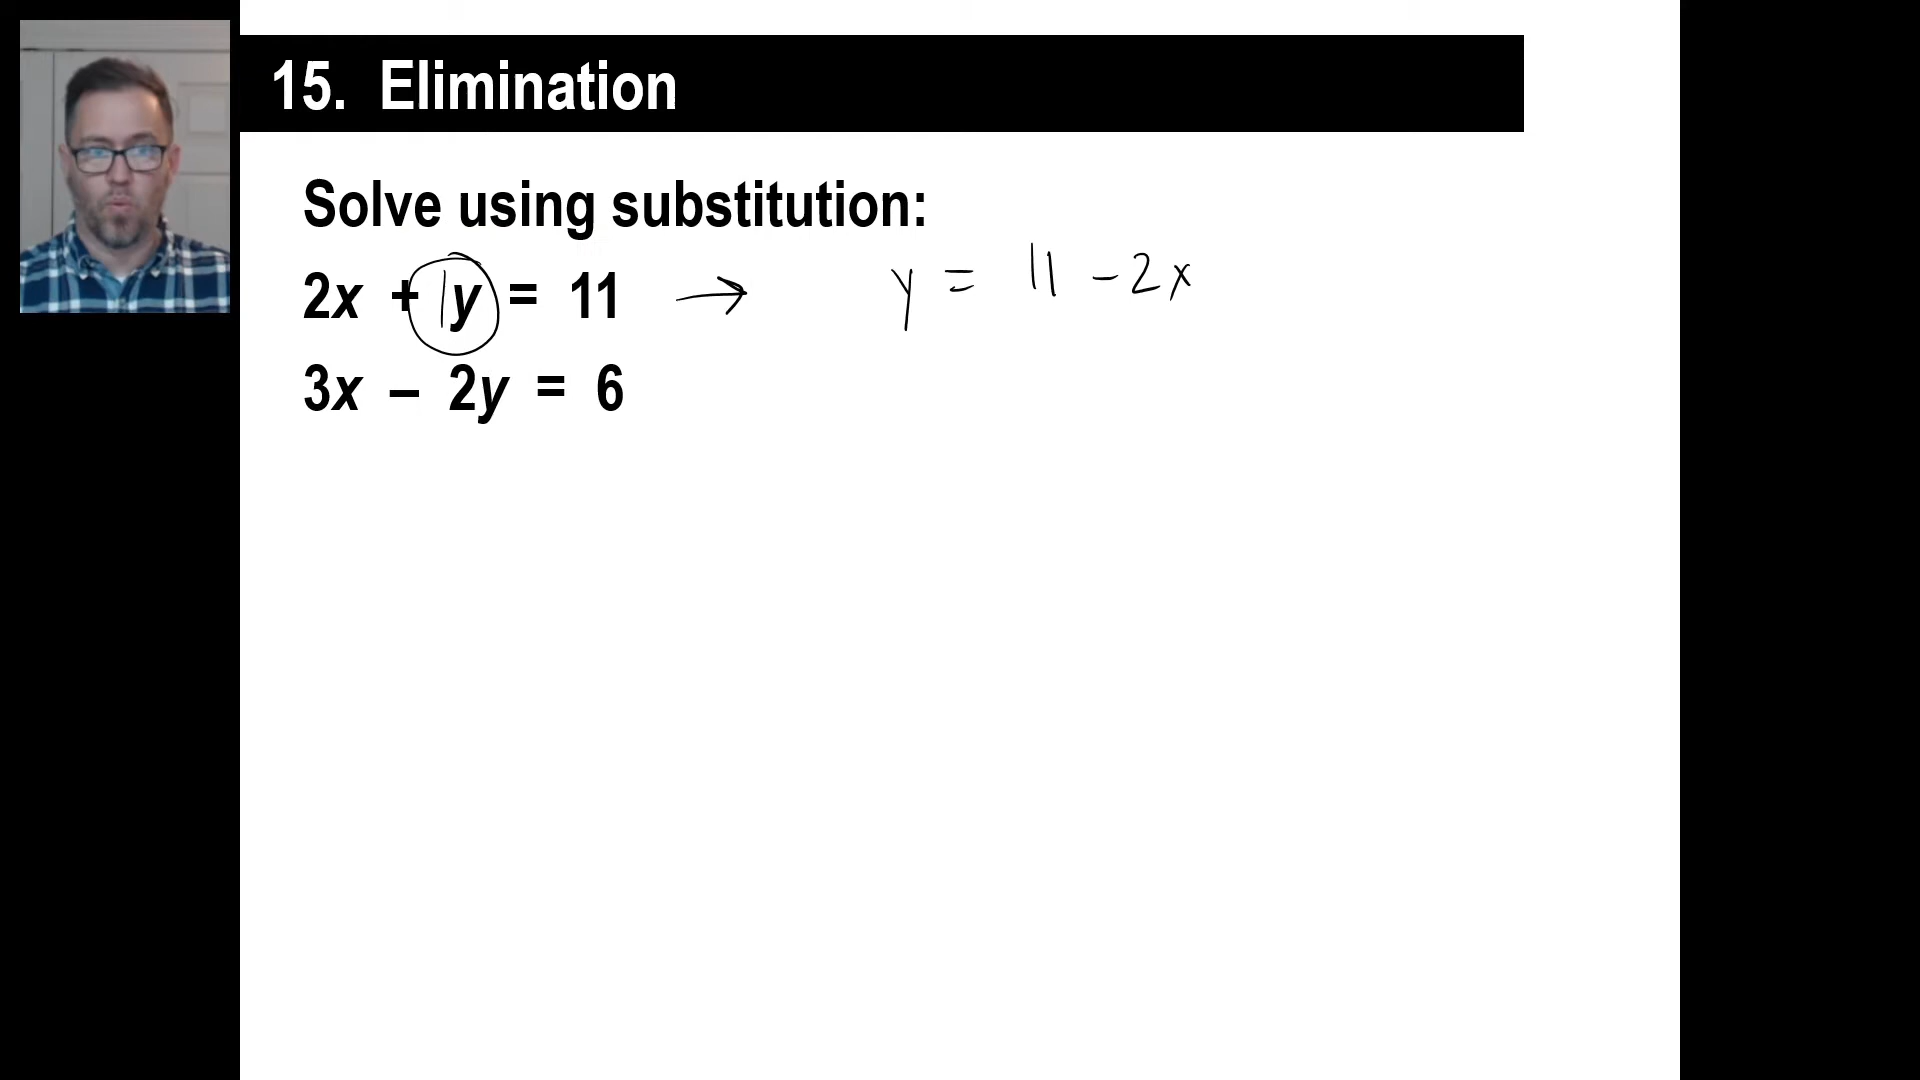 15. Elimination
Solve using substitution:
2x + 1y = 11 → y = 11 - 2x
3x – 2y = 6